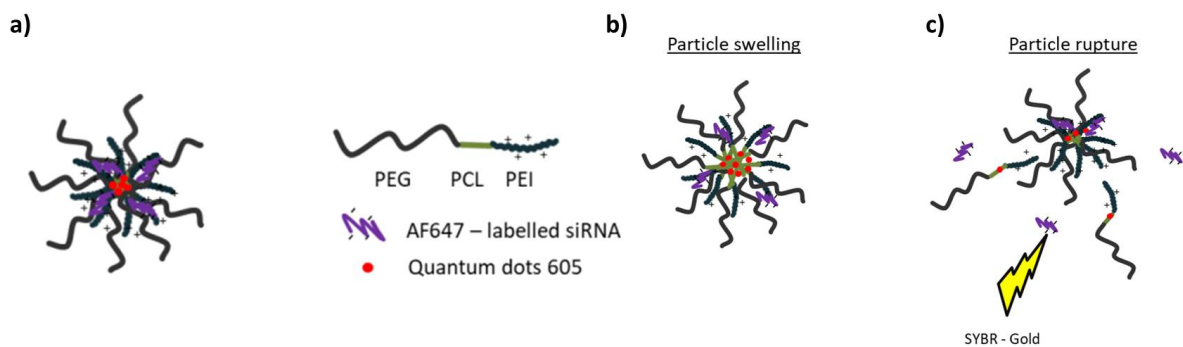 a)
b)
Particle swelling
c)
Particle rupture
PEG PCL PEI
AF647 – labelled siRNA
Quantum dots 605
SYBR - Gold